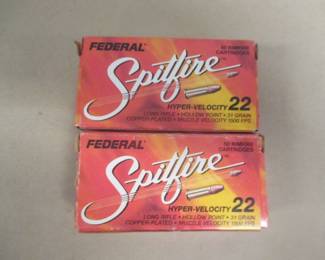 FEDERAL
50 RIMFIRE
CARTRIDGES
Spitfire
HYPER-VELOCITY 22
LONG RIFLE • HOLLOW POINT • 31 GRAIN
COPPER-PLATED • MUZZLE VELOCITY 1500 FPS
FEDERAL
50 RIMFIRE
CARTRIDGES
Spitfire
HYPER-VELOCITY 22
LONG RIFLE • HOLLOW POINT • 31 GRAIN
COPPER-PLATED • MUZZLE VELOCITY 1500 FPS